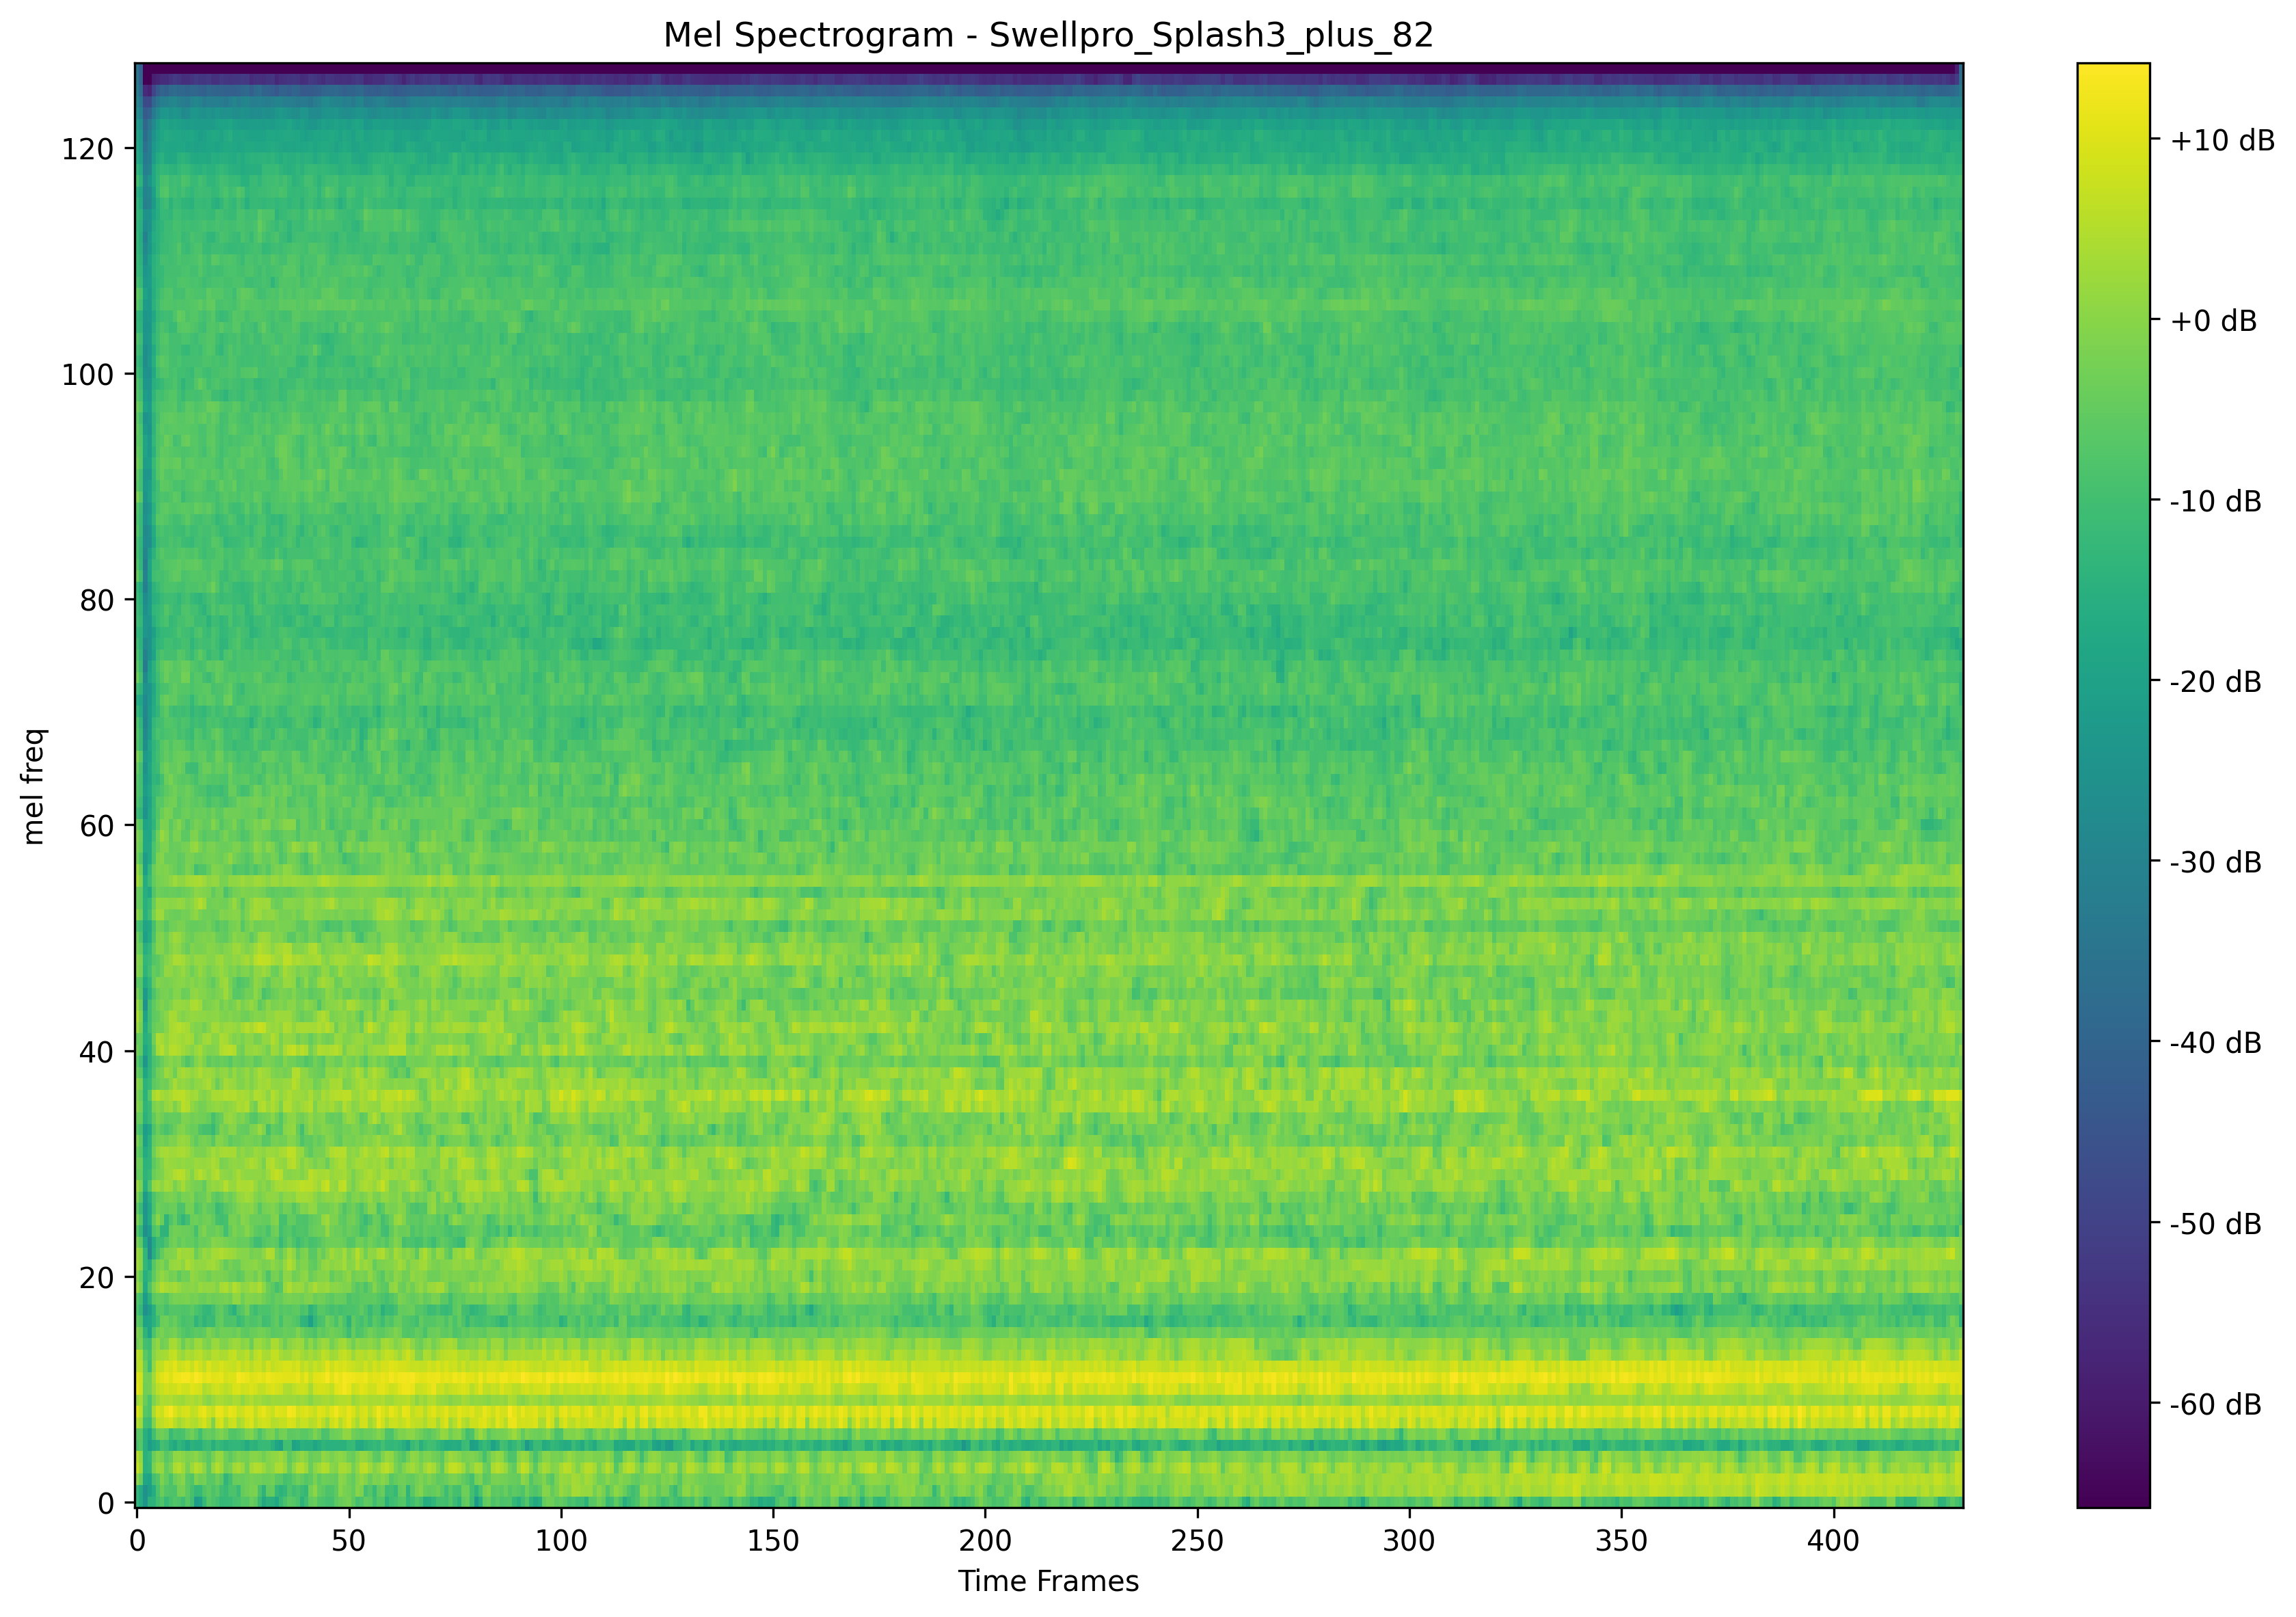 Mel Spectrogram - Swellpro_Splash3_plus_82
mel freq
120
100
80
60
40
20
0
0 50 100 150 200 250 300 350 400
Time Frames
+10 dB
+0 dB
-10 dB
-20 dB
-30 dB
-40 dB
-50 dB
-60 dB